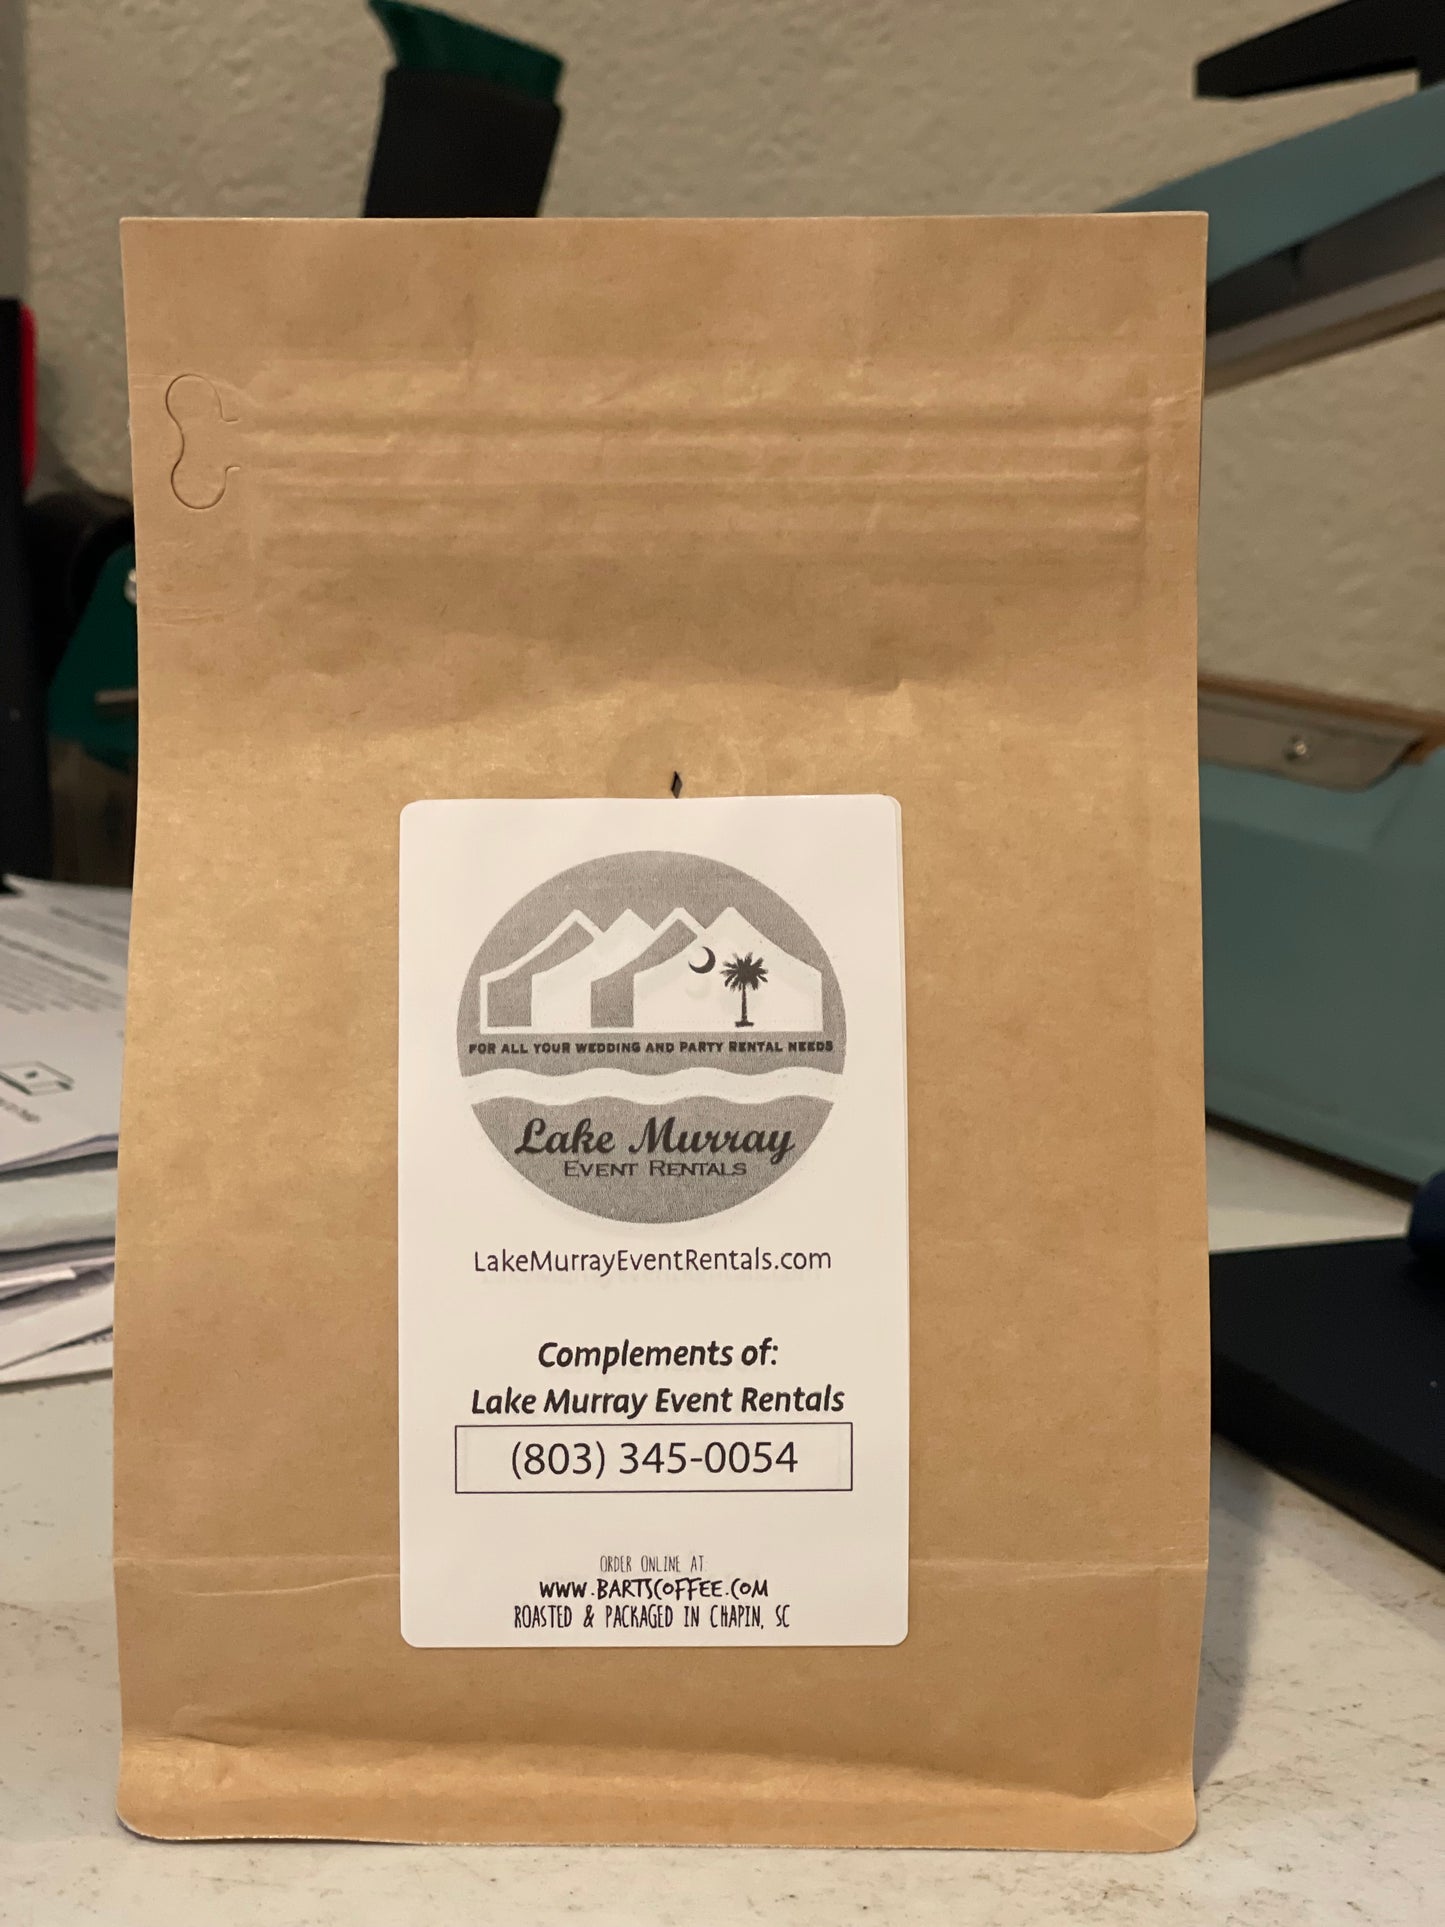 FOR ALL YOUR WEDDING AND PARTY RENTAL NEEDS
Lake Murray
EVENT RENTALS
LakeMurrayEventRentals.com
Complements of:
Lake Murray Event Rentals
(803) 345-0054
ORDER ONLINE AT:
WWW.BARTSCOFFEE.COM
ROASTED & PACKAGED IN CHAPIN, SC